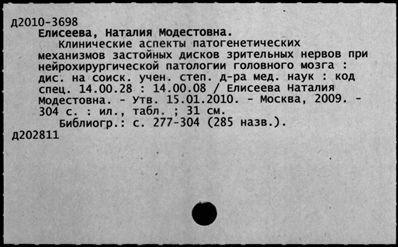 Д2010-3698
Елисеева, Наталия Модестовна.
Клинические аспекты патогенетических
механизмов застойных дисков зрительных нервов при
нейрохирургической патологии головного мозга :
дис. на соиск. учен. степ. д-ра мед. наук : код
спец. 14.00.28 : 14.00.08 / Елисеева Наталия
Модестовна. - Утв. 15.01.2010. - Москва, 2009. -
304 с. : ил., табл. ; 31 см.
Библиогр.: с. 277-304 (285 назв.).
Д202811